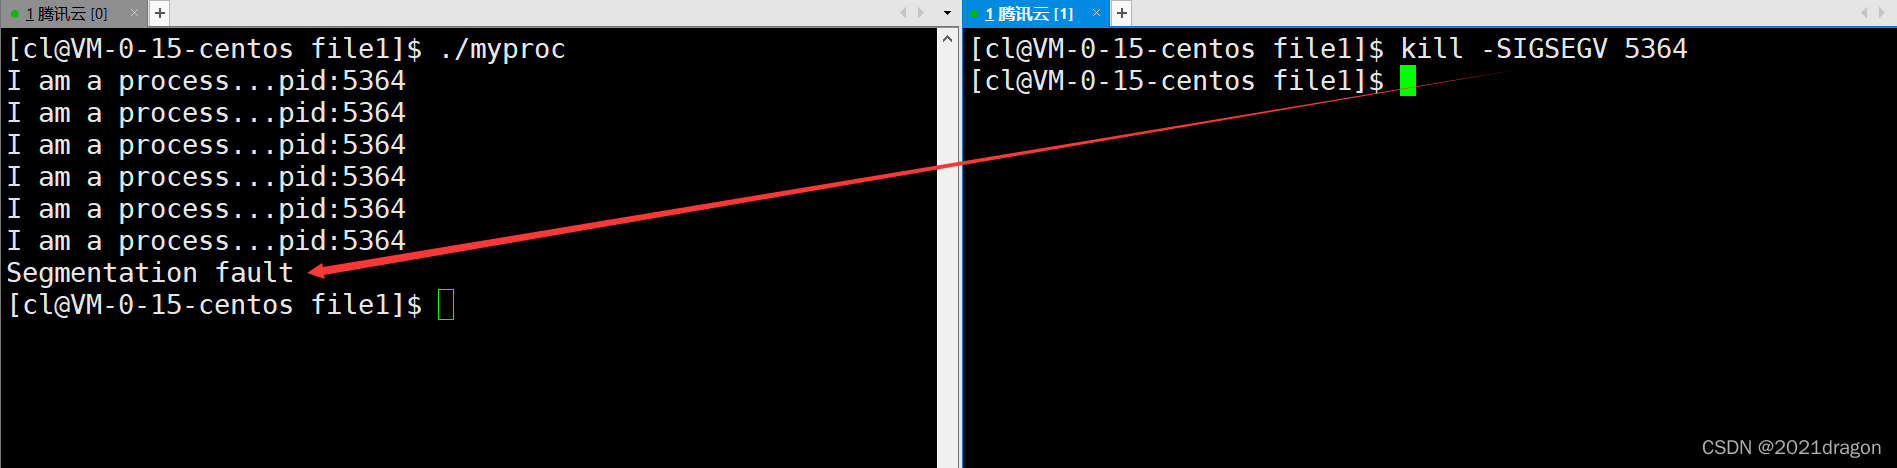 1 腾讯云 [0]
[cl@VM-0-15-centos file1]$ ./myproc
I am a process...pid:5364
I am a process...pid:5364
I am a process...pid:5364
I am a process...pid:5364
I am a process...pid:5364
I am a process...pid:5364
Segmentation fault
[cl@VM-0-15-centos file1]$
1 腾讯云 [1]
[cl@VM-0-15-centos file1]$ kill -SIGSEGV 5364
[cl@VM-0-15-centos file1]$
CSDN @2021dragon